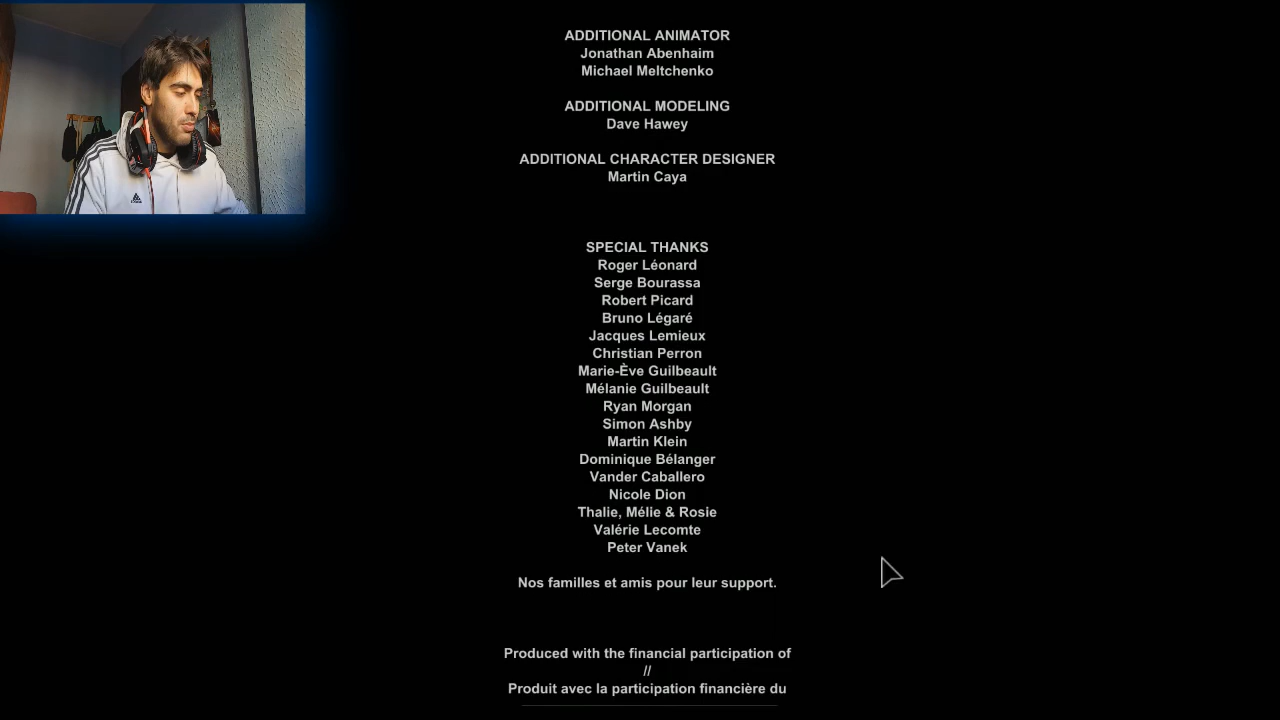 ADDITIONAL ANIMATOR
Jonathan Abenhaim
Michael Meltchenko
ADDITIONAL MODELING
Dave Hawey
ADDITIONAL CHARACTER DESIGNER
Martin Caya
SPECIAL THANKS
Roger Léonard
Serge Bourassa
Robert Picard
Bruno Légaré
Jacques Lemieux
Christian Perron
Marie-Ève Guilbeault
Mélanie Guilbeault
Ryan Morgan
Simon Ashby
Martin Klein
Dominique Bélanger
Vander Caballero
Nicole Dion
Thalie, Mélie & Rosie
Valérie Lecomte
Peter Vanek
Nos familles et amis pour leur support.
Produced with the financial participation of
//
Produit avec la participation financière du